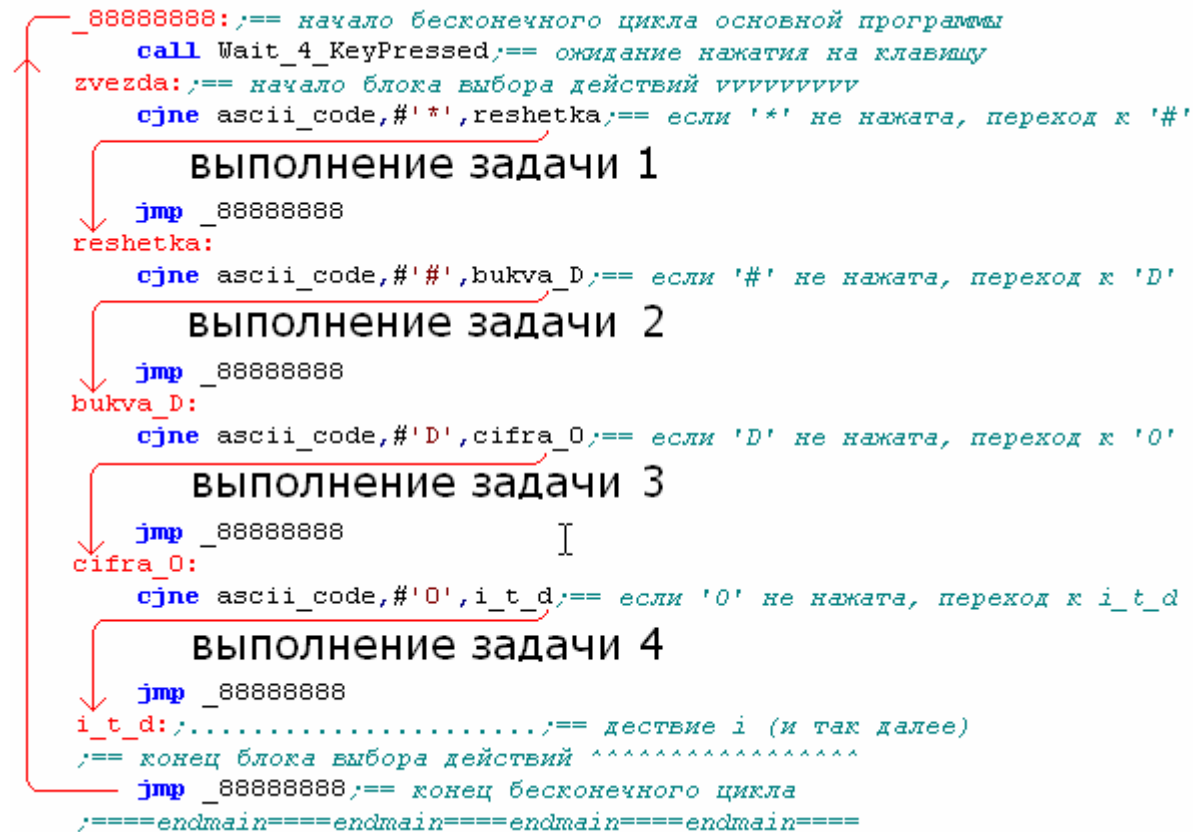 _88888888:;== начало бесконечного цикла основной программы
call Wait_4_KeyPressed;== ожидание нажатия на клавищу
zvezda:;== начало блока выбора действий vvvvvvvvv
cjne ascii_code,#'*',reshetka;== если '*' не нажата, переход к '#'
выполнение задачи 1
jmp _88888888
reshetka:
cjne ascii_code,#'#',bukva_D;== если '#' не нажата, переход к 'D'
выполнение задачи 2
jmp _88888888
bukva_D:
cjne ascii_code,#'D',cifra_0;== если 'D' не нажата, переход к '0'
выполнение задачи 3
jmp _88888888
cifra_0:
cjne ascii_code,#'0',i_t_d;== если '0' не нажата, переход к i_t_d
выполнение задачи 4
jmp _88888888
i_t_d:;......................;== дествие i (и так далее)
;== конец блока выбора действий ^^^^^^^^^^^^^^^^^
jmp _88888888;== конец бесконечного цикла
;====endmain====endmain====endmain====endmain====